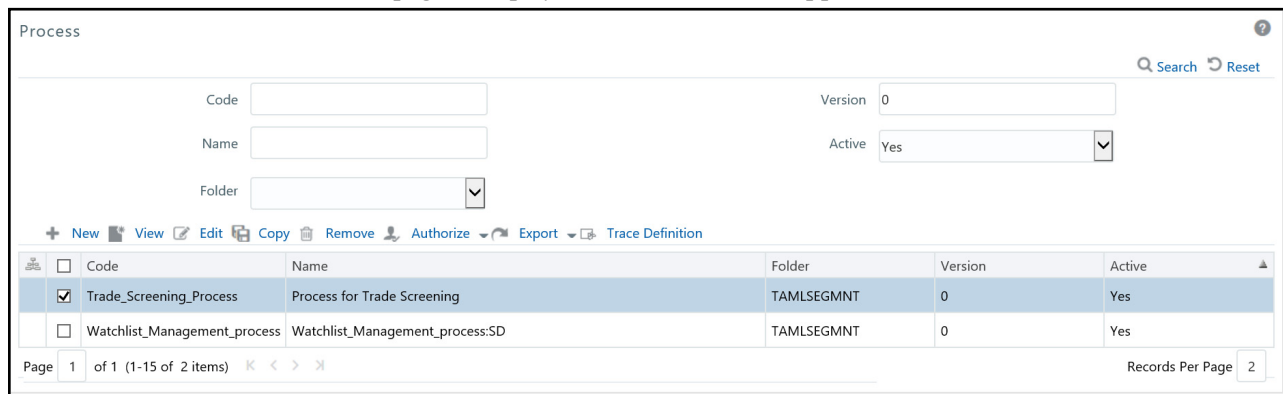 Process
Search Reset
Code Version 0
Name Active Yes
Folder
New View Edit Copy Remove Authorize Export Trace Definition
Code Name Folder Version Active
Trade_Screening_Process Process for Trade Screening TAMLSEGMNT 0 Yes
Watchlist_Management_process Watchlist_Management_process:SD TAMLSEGMNT 0 Yes
Page 1 of 1 (1-15 of 2 items) Records Per Page 2